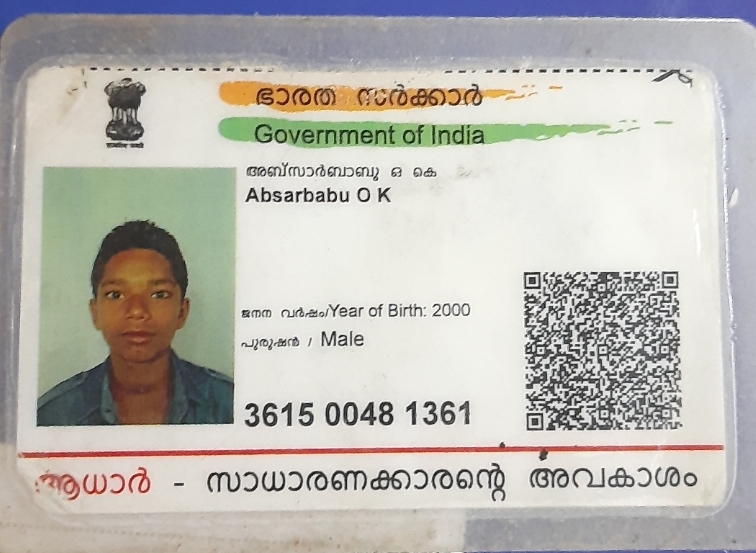 ഭാരത സർക്കാർ
Government of India
അബ്സാർബാബു ഒ കെ
Absarbabu O K
ജനന വർഷം/Year of Birth: 2000
പുരുഷൻ / Male
3615 0048 1361
ആധാർ - സാധാരണക്കാരന്റെ അവകാശം